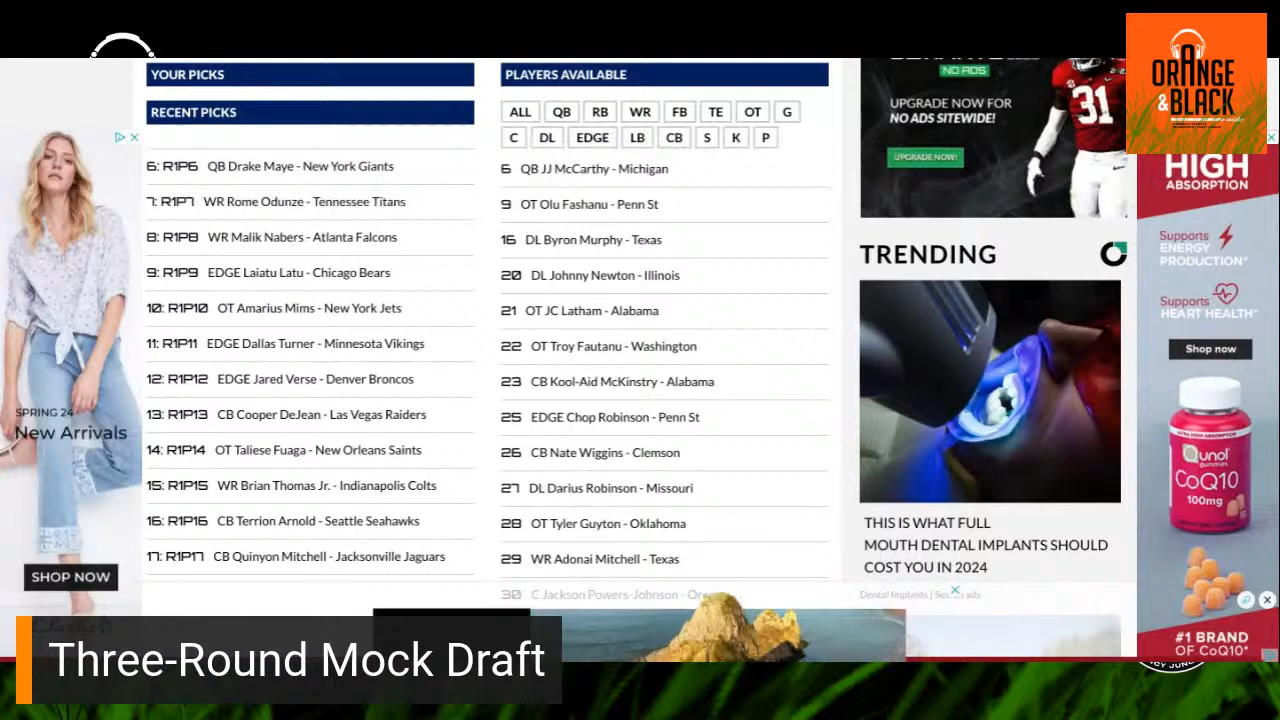 YOUR PICKS
RECENT PICKS
6: R1P6 QB Drake Maye - New York Giants
7: R1P7 WR Rome Odunze - Tennessee Titans
8: R1P8 WR Malik Nabers - Atlanta Falcons
9: R1P9 EDGE Laiatu Latu - Chicago Bears
10: R1P10 OT Amarius Mims - New York Jets
11: R1P11 EDGE Dallas Turner - Minnesota Vikings
12: R1P12 EDGE Jared Verse - Denver Broncos
13: R1P13 CB Cooper DeJean - Las Vegas Raiders
14: R1P14 OT Taliese Fuaga - New Orleans Saints
15: R1P15 WR Brian Thomas Jr. - Indianapolis Colts
16: R1P16 CB Terrion Arnold - Seattle Seahawks
17: R1P17 CB Quinyon Mitchell - Jacksonville Jaguars
PLAYERS AVAILABLE
ALL QB RB WR FB TE OT G
C DL EDGE LB CB S K P
6 QB JJ McCarthy - Michigan
9 OT Olu Fashanu - Penn St
16 DL Byron Murphy - Texas
20 DL Johnny Newton - Illinois
21 OT JC Latham - Alabama
22 OT Troy Fautanu - Washington
23 CB Kool-Aid McKinstry - Alabama
25 EDGE Chop Robinson - Penn St
26 CB Nate Wiggins - Clemson
27 DL Darius Robinson - Missouri
28 OT Tyler Guyton - Oklahoma
29 WR Adonai Mitchell - Texas
30 C Jackson Powers-Johnson -
NO ADS
UPGRADE NOW FOR
NO ADS SITEWIDE!
UPGRADE NOW!
31
TRENDING
THIS IS WHAT FULL
MOUTH DENTAL IMPLANTS SHOULD
COST YOU IN 2024
Dental Implants |
ORANGE
& BLACK
HIGH
ABSORPTION
Supports
ENERGY
PRODUCTION*
Supports
HEART HEALTH*
Shop now
Qunol
gummies
CoQ10
100mg
#1 BRAND
OF CoQ10*
SPRING 24
New Arrivals
SHOP NOW
Three-Round Mock Draft